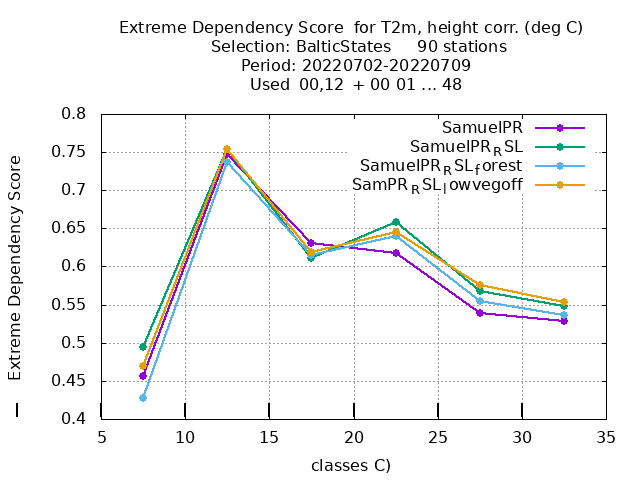 Extreme Dependency Score  for T2m, height corr. (deg C)
Selection: BalticStates     90 stations
Period: 20220702-20220709
Used  00,12  + 00 01 ... 48
SamuelPR
SamuelPR_RSL
SamuelPR_RSL_forest
SamPR_RSL_lowvegoff
Extreme Dependency Score
0.8
0.75
0.7
0.65
0.6
0.55
0.5
0.45
0.4
5 10 15 20 25 30 35
classes C)